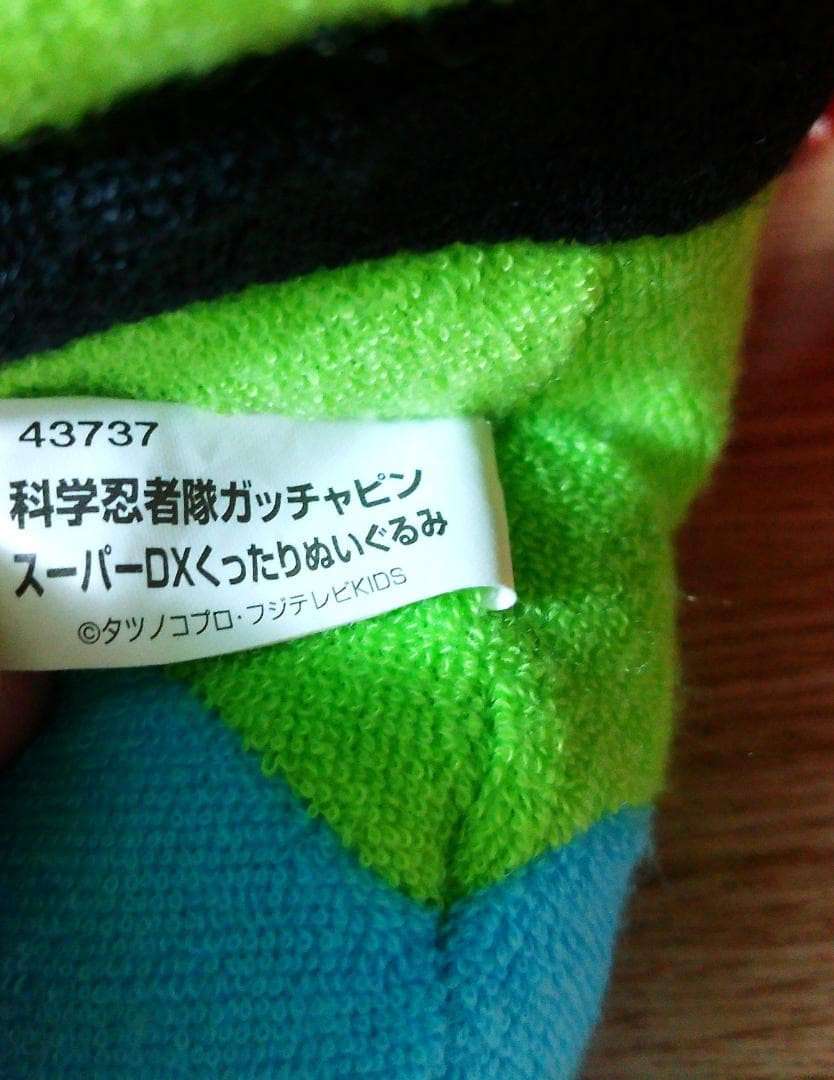 43737
科学忍者隊ガッチャピン
スーパーDXくったりぬいぐるみ
©タツノコプロ・フジテレビKIDS